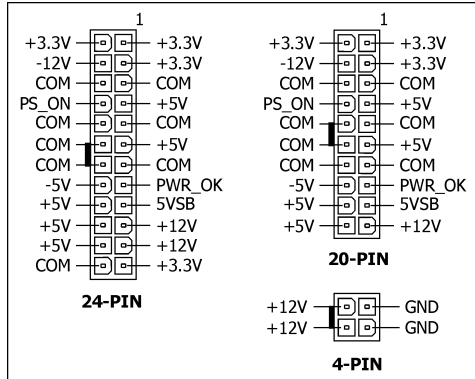 1
+3.3V +3.3V
-12V +3.3V
COM COM
PS_ON +5V
COM COM
COM +5V
COM COM
-5V PWR_OK
+5V 5VSB
+5V +12V
+5V +12V
COM +3.3V
24-PIN
1
+3.3V +3.3V
-12V +3.3V
COM COM
PS_ON +5V
COM COM
COM +5V
COM COM
-5V PWR_OK
+5V 5VSB
+5V +12V
20-PIN
+12V GND
+12V GND
4-PIN